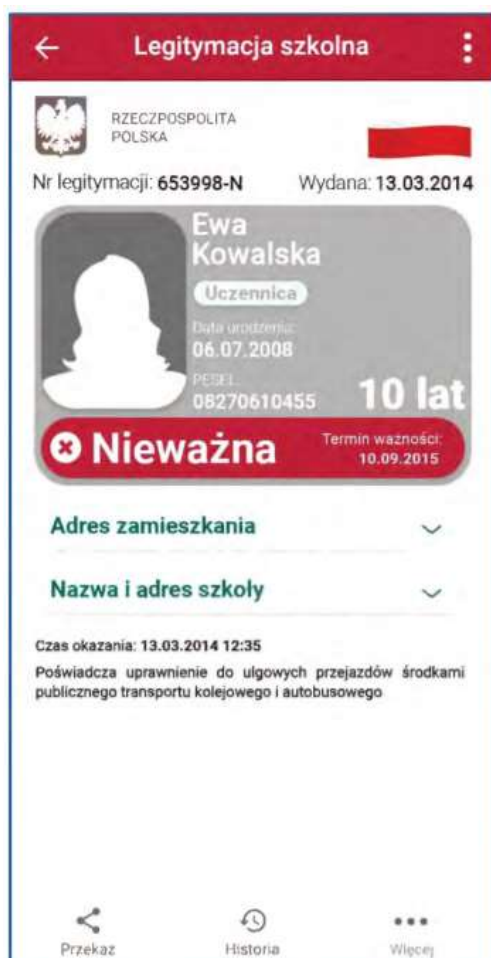 Legitymacja szkolna
RZECZPOSPOLITA
POLSKA
Nr legitymacji: 653998-N Wydana: 13.03.2014
Ewa
Kowalska
Uczennica
Data urodzenia:
06.07.2008
PESEL:
08270610455
10 lat
Nieważna
Termin ważności:
10.09.2015
Adres zamieszkania
Nazwa i adres szkoły
Czas okazania: 13.03.2014 12:35
Poświadcza uprawnienie do ulgowych przejazdów środkami
publicznego transportu kolejowego i autobusowego
Przekaz Historia Więcej